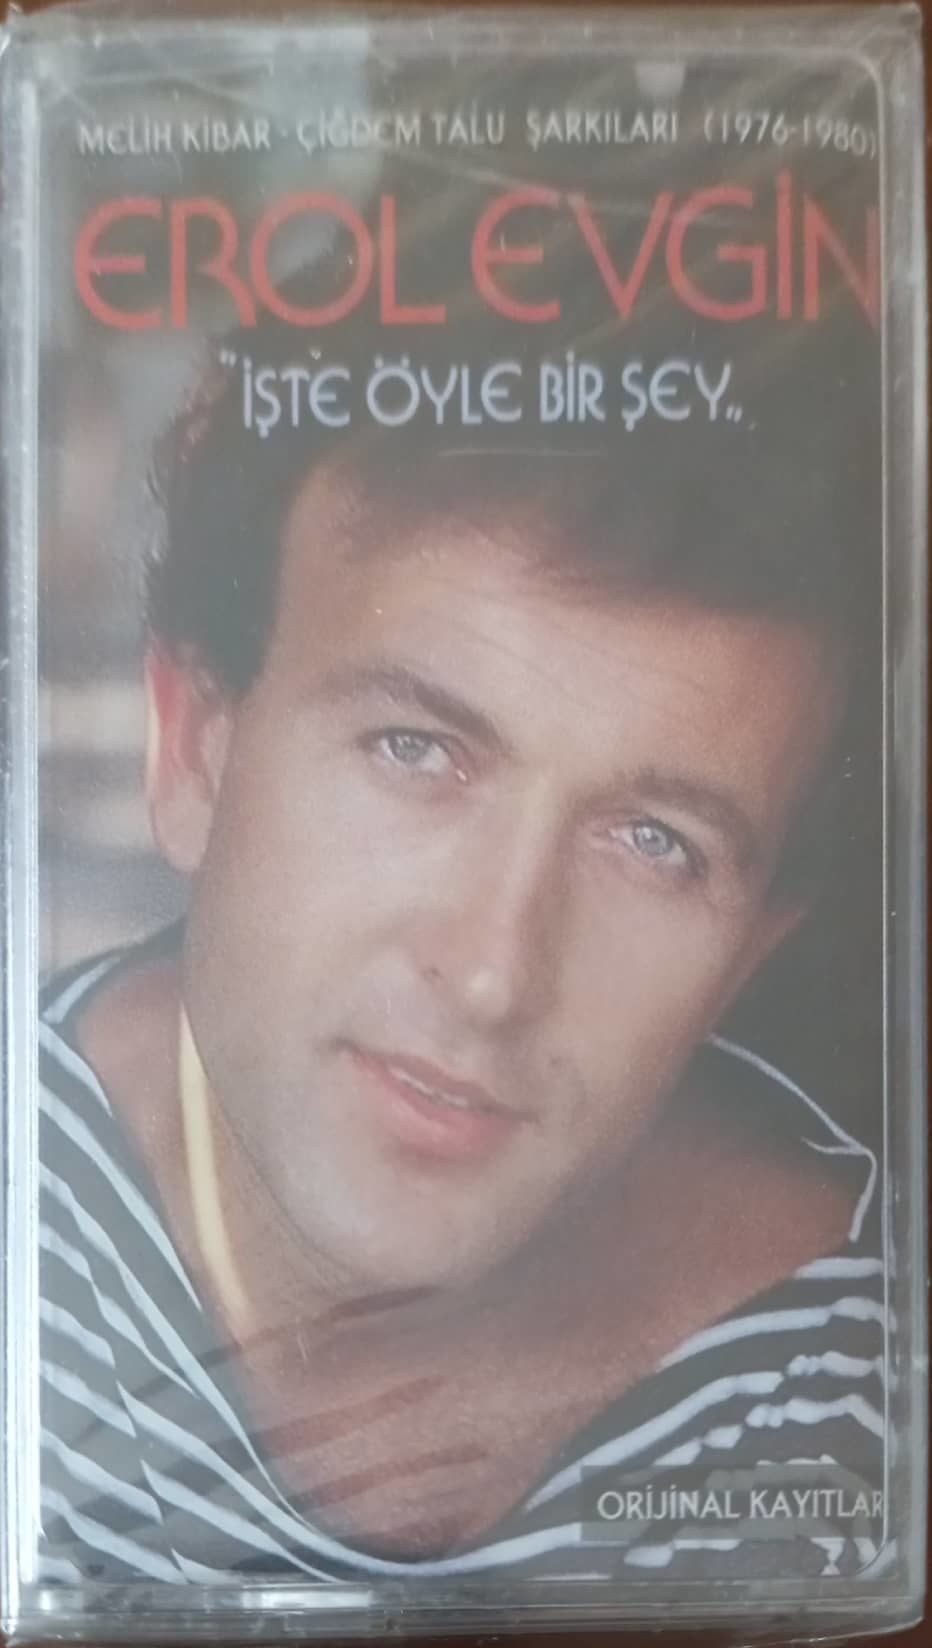 MELİH KİBAR - ÇİĞDEM TALU ŞARKILARI (1976-1980)
EROL EVGİN
"İŞTE ÖYLE BİR ŞEY„
ORİJİNAL KAYITLAR